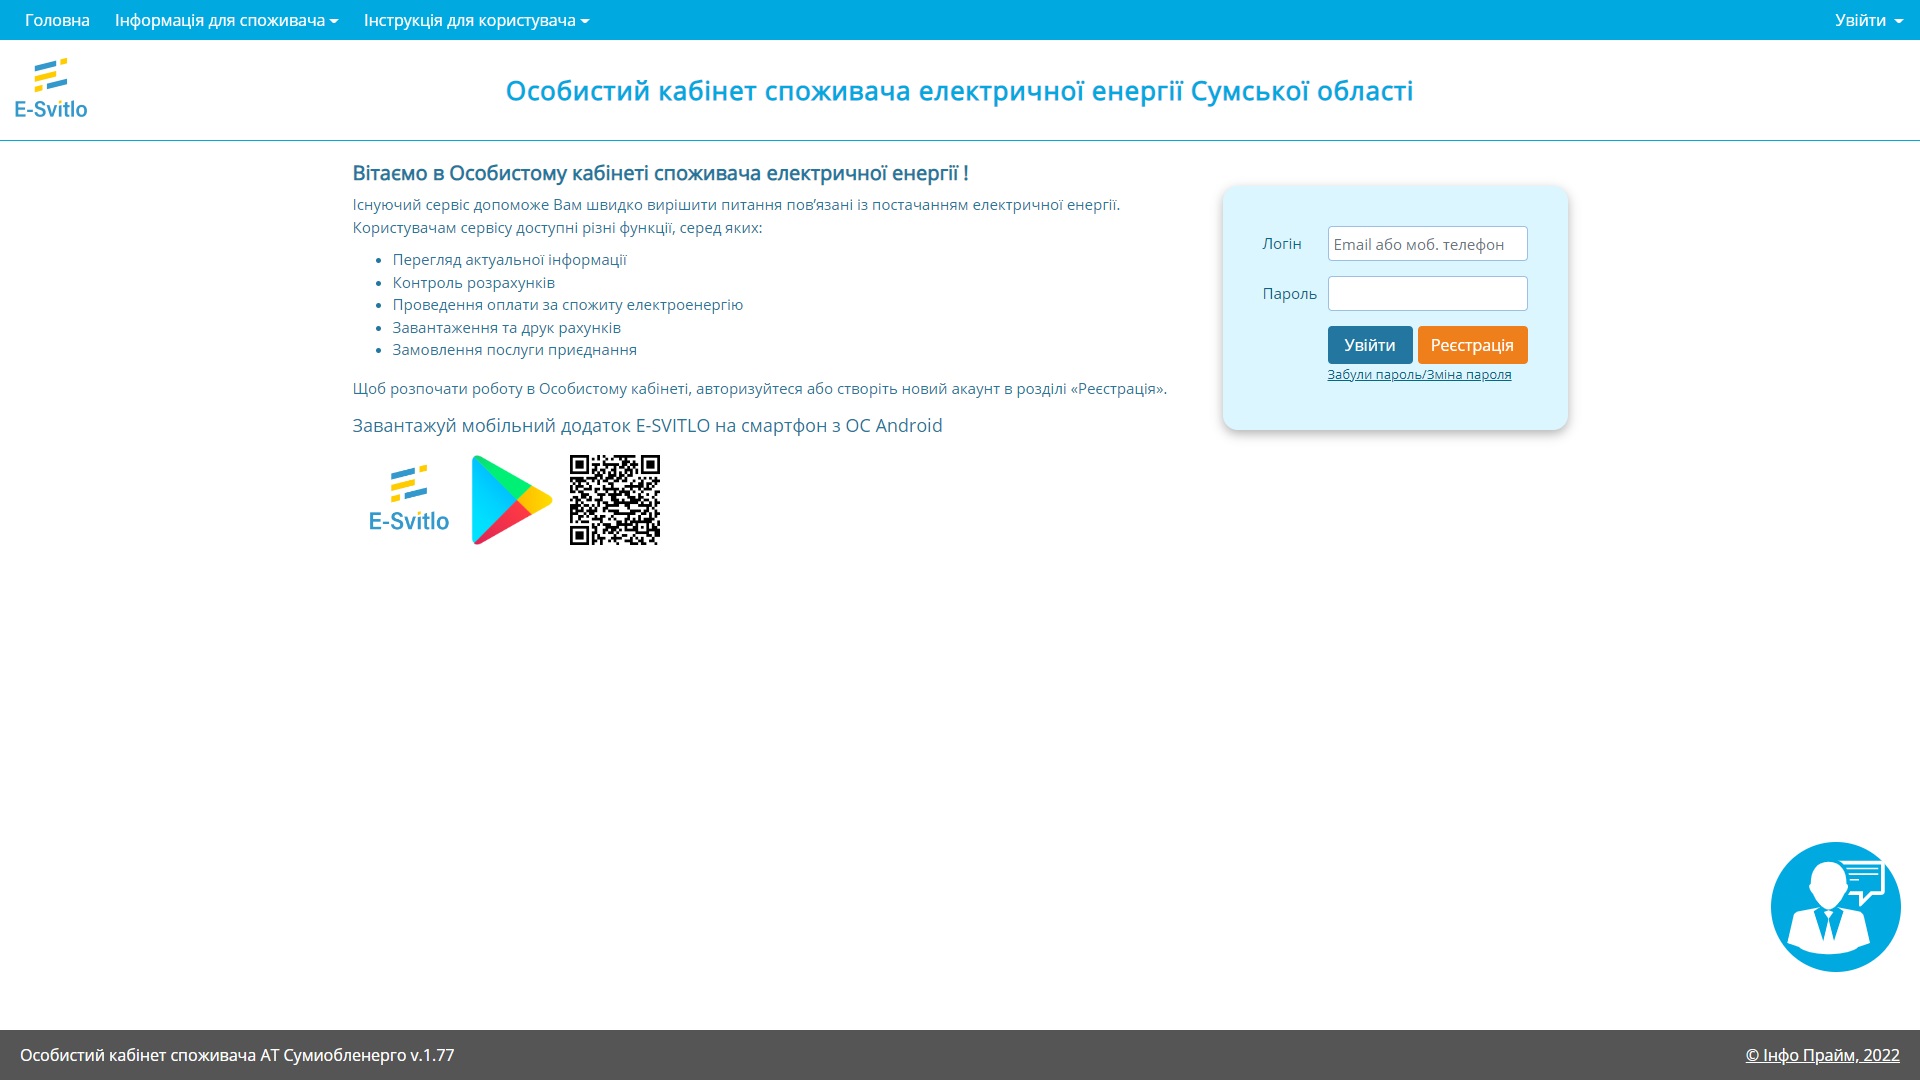 Головна
Інформація для споживача
Інструкція для користувача
Увійти
E-Svitlo
Особистий кабінет споживача електричної енергії Сумської області
Вітаємо в Особистому кабінеті споживача електричної енергії !
Існуючий сервіс допоможе Вам швидко вирішити питання пов’язані із постачанням електричної енергії.
Користувачам сервісу доступні різні функції, серед яких:
Перегляд актуальної інформації
Контроль розрахунків
Проведення оплати за спожиту електроенергію
Завантаження та друк рахунків
Замовлення послуги приєднання
Щоб розпочати роботу в Особистому кабінеті, авторизуйтеся або створіть новий акаунт в розділі «Реєстрація».
Завантажуй мобільний додаток E-SVITLO на смартфон з ОС Android
E-Svitlo
Логін
Email або моб. телефон
Пароль
Увійти
Реєстрація
Забули пароль/Зміна пароля
Особистий кабінет споживача АТ Сумиобленерго v.1.77
© Інфо Прайм, 2022